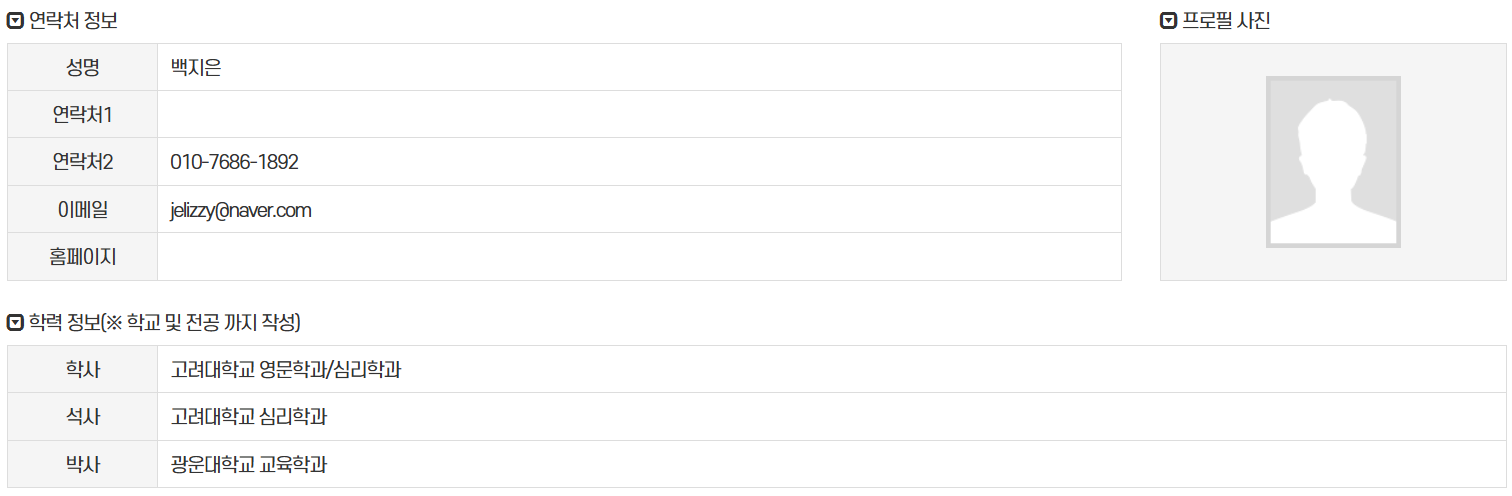 연락처 정보
프로필 사진
성명 백지은
연락처1
연락처2 010-7686-1892
이메일 jelizzy@naver.com
홈페이지
학력 정보(※ 학교 및 전공 까지 작성)
학사 고려대학교 영문학과/심리학과
석사 고려대학교 심리학과
박사 광운대학교 교육학과